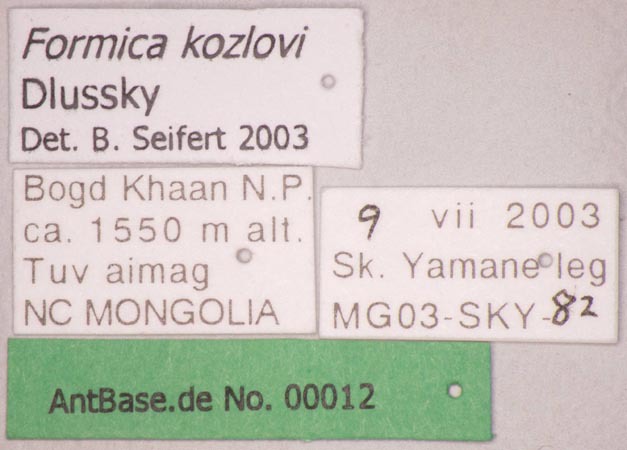 Formica kozlovi
Dlussky
Det. B. Seifert 2003
Bogd Khaan N.P.
ca. 1550 m alt.
Tuv aimag
NC MONGOLIA
9 vii 2003
Sk. Yamane leg
MG03-SKY-82
AntBase.de No. 00012